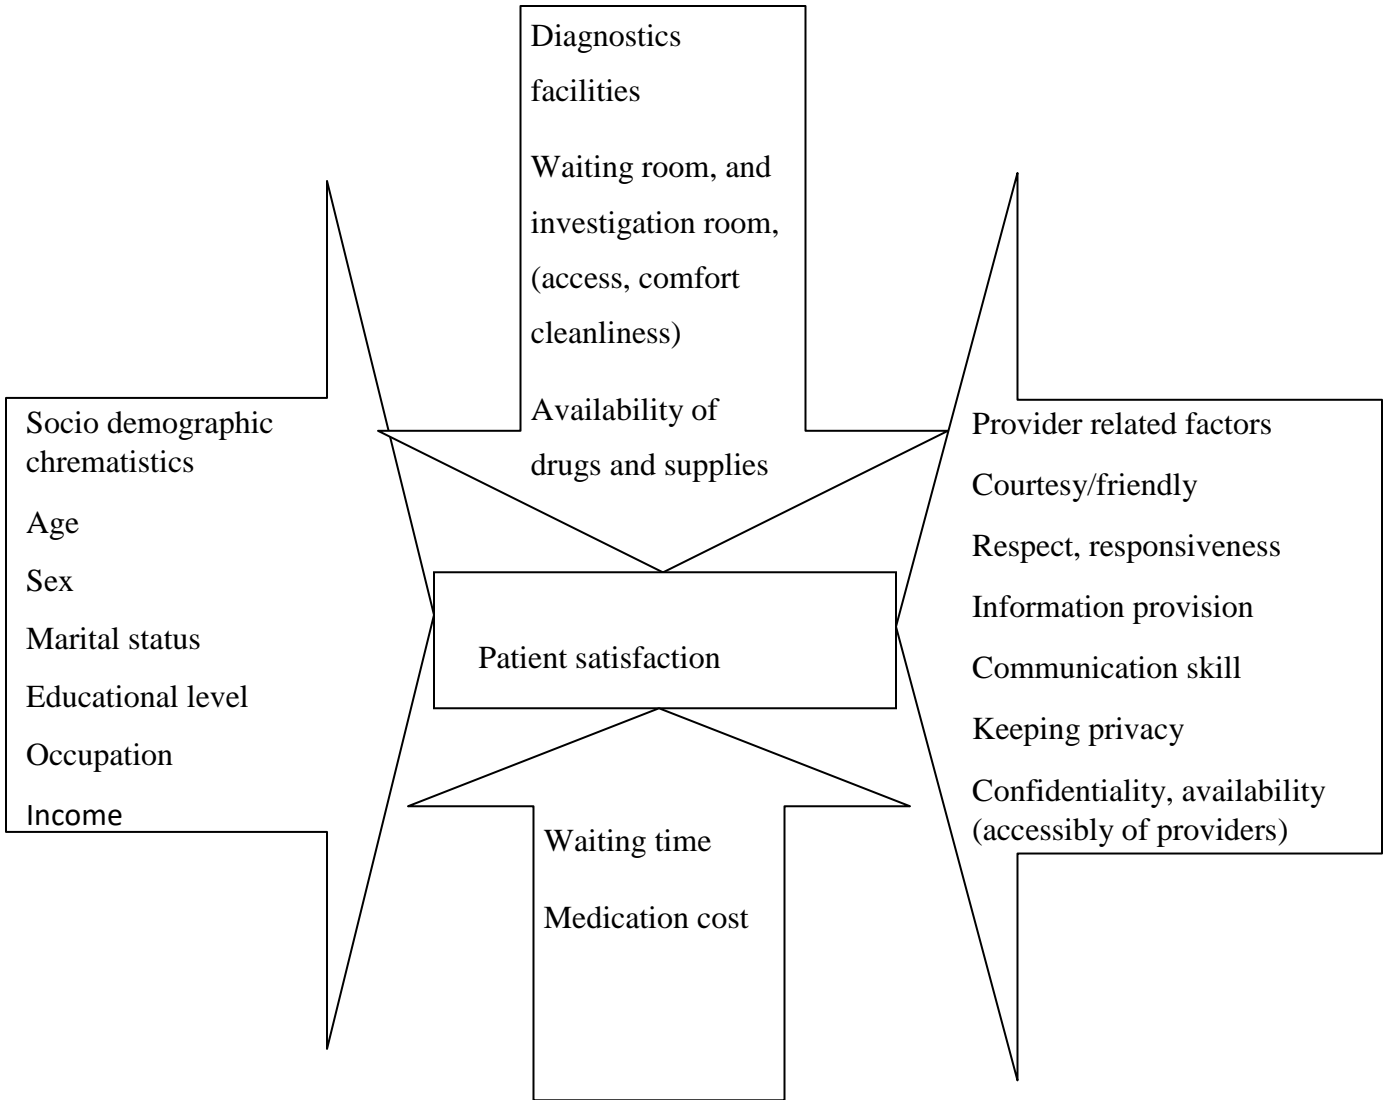 Diagnostics
facilities
Waiting room, and
investigation room,
(access, comfort
cleanliness)
Availability of
drugs and supplies
Socio demographic
chrematistics
Age
Sex
Marital status
Educational level
Occupation
Income
Patient satisfaction
Provider related factors
Courtesy/friendly
Respect, responsiveness
Information provision
Communication skill
Keeping privacy
Confidentiality, availability
(accessibly of providers)
Waiting time
Medication cost